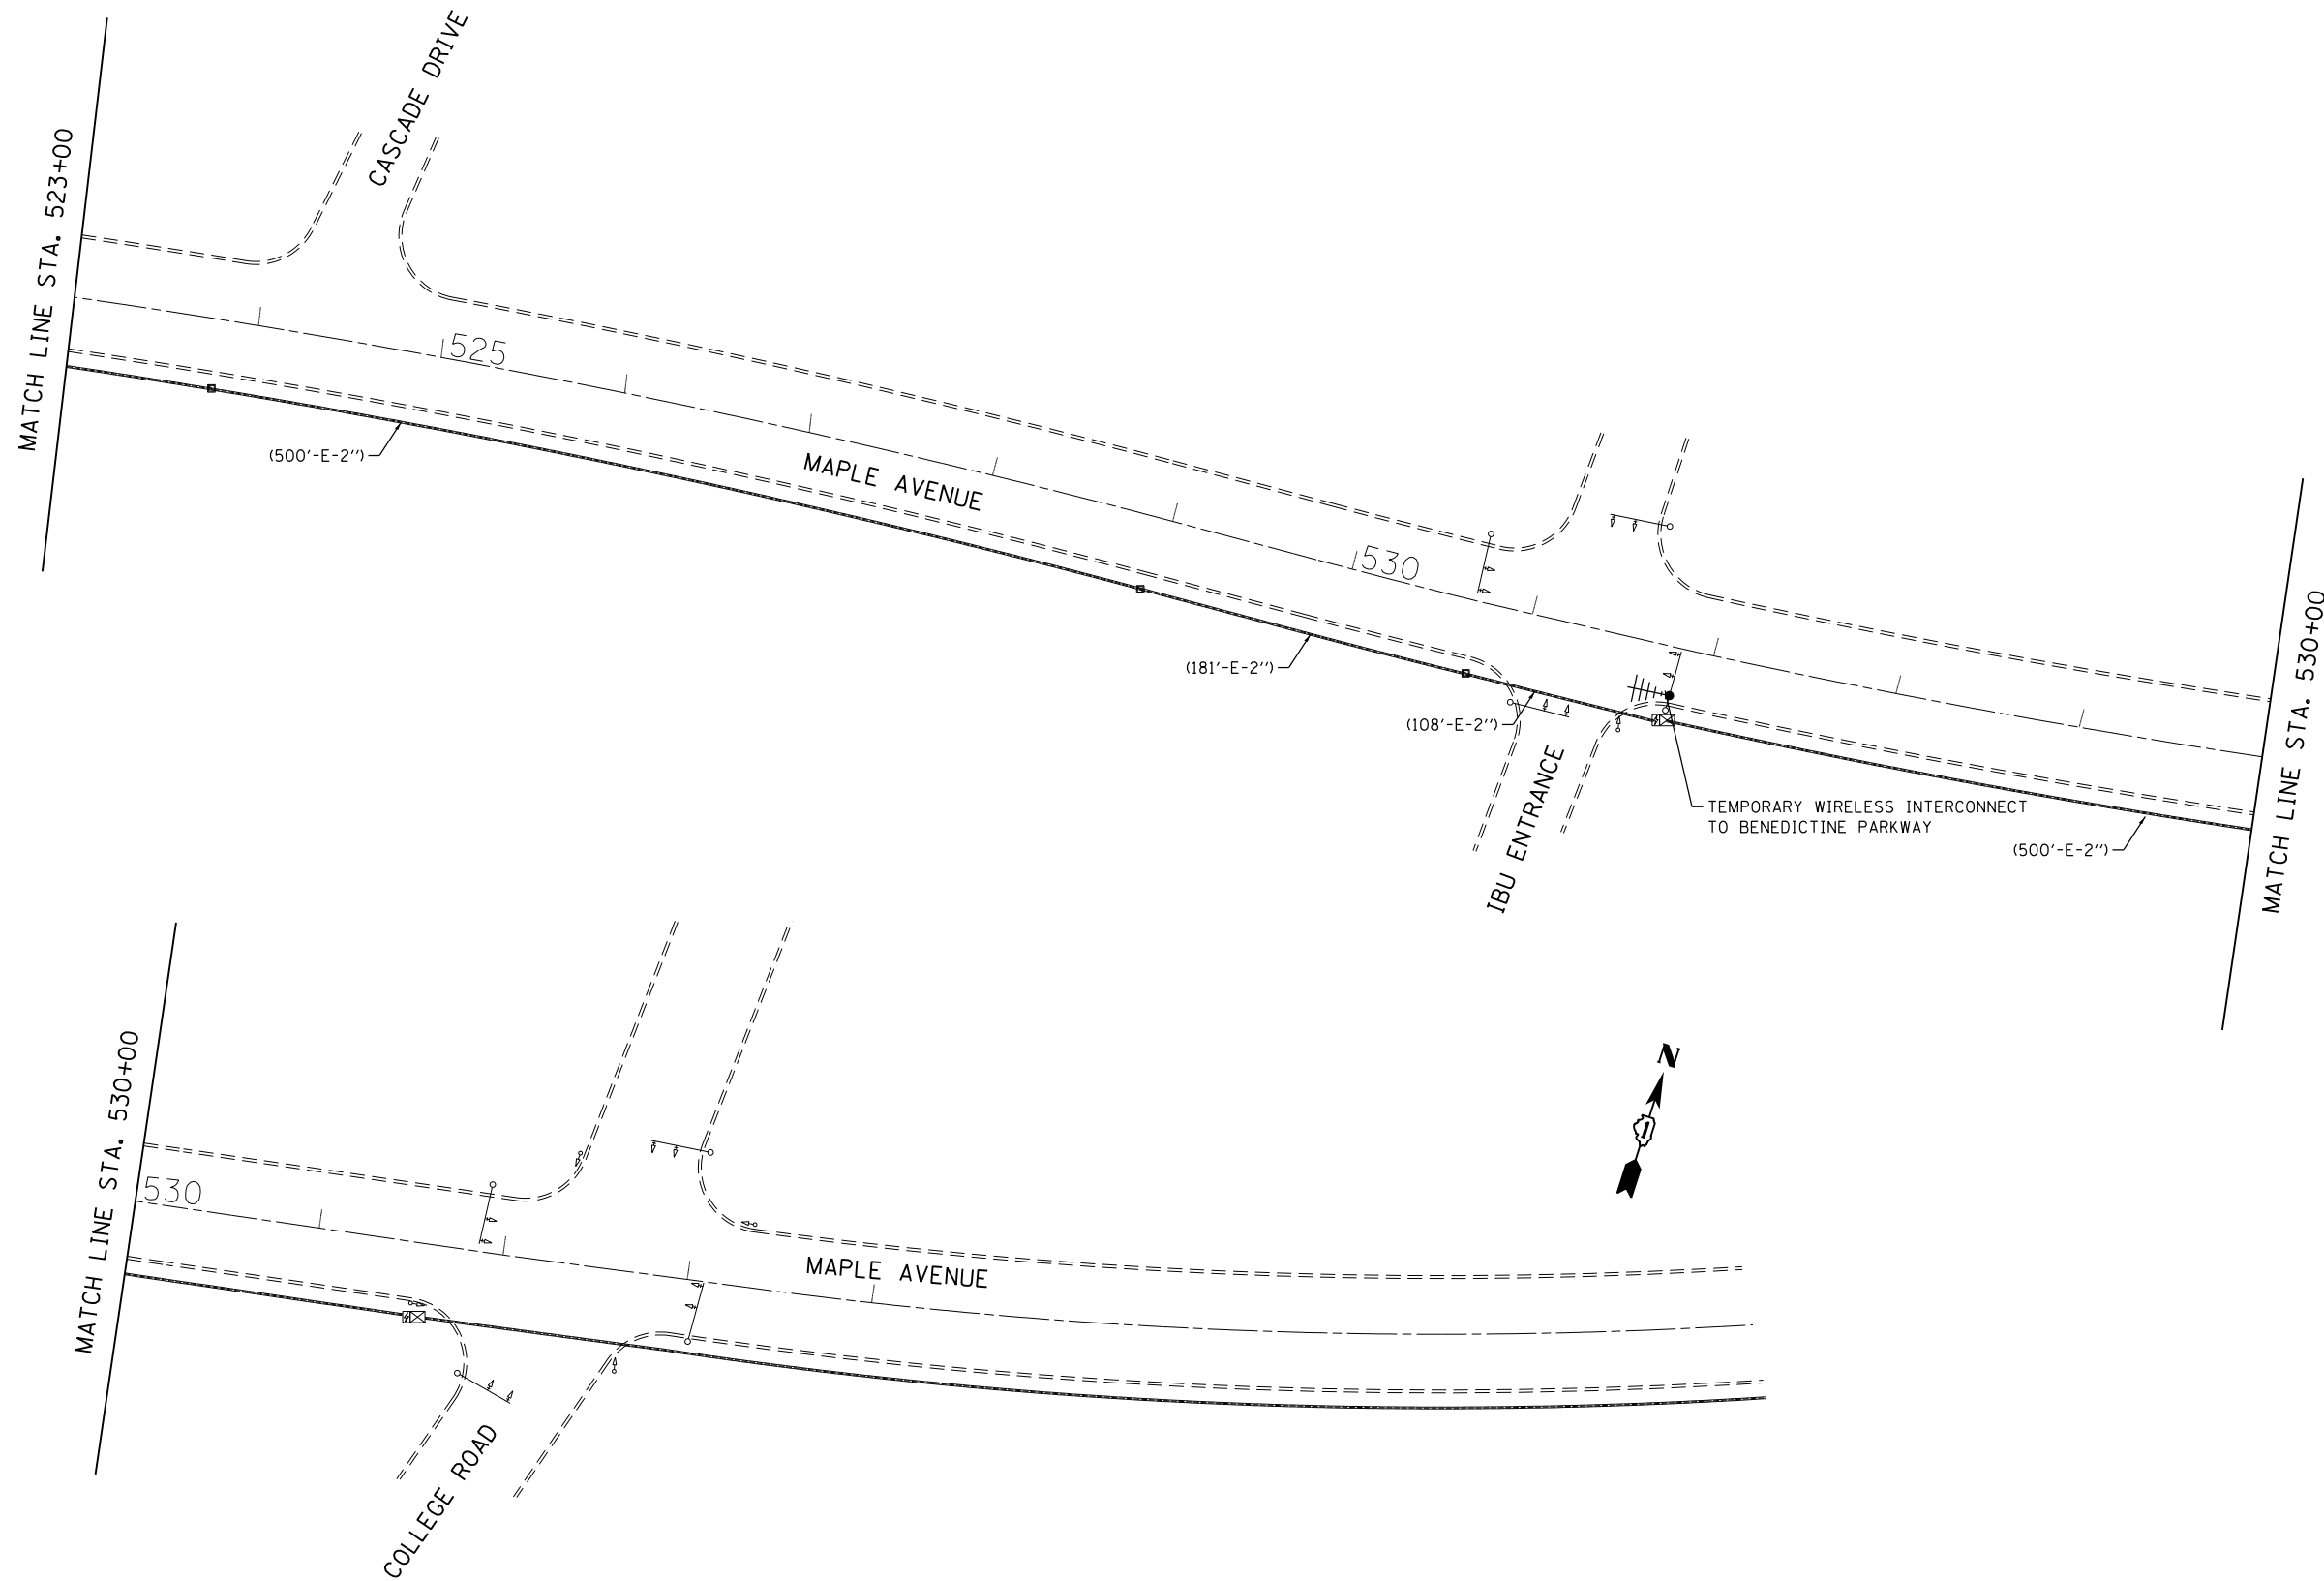 CASCADE DRIVE
MATCH LINE STA. 523+00
525
(500'-E-2'')
MAPLE AVENUE
530
(181'-E-2'')
(108'-E-2'')
IBU ENTRANCE
TEMPORARY WIRELESS INTERCONNECT
TO BENEDICTINE PARKWAY
(500'-E-2'')
MATCH LINE STA. 530+00
MATCH LINE STA. 530+00
530
MAPLE AVENUE
COLLEGE ROAD
N
1